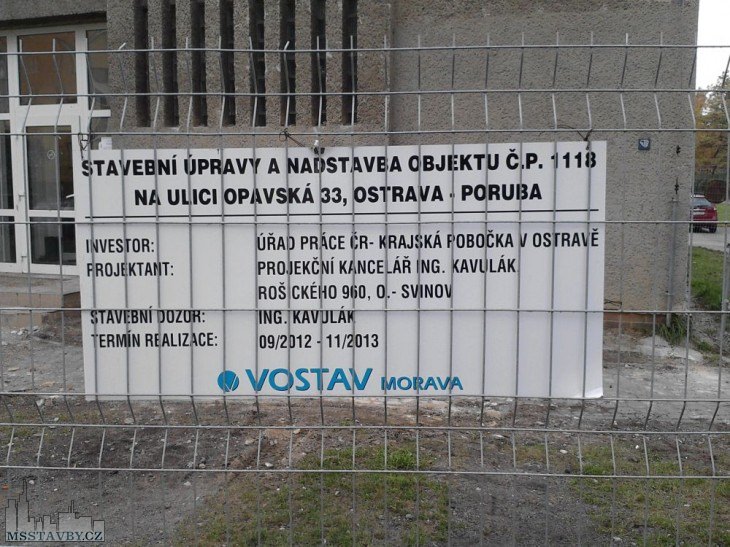 STAVEBNÍ ÚPRAVY A NADSTAVBA OBJEKTU Č.P. 1118
NA ULICI OPAVSKÁ 33, OSTRAVA - PORUBA
INVESTOR: ÚŘAD PRÁCE ČR- KRAJSKÁ POBOČKA V OSTRAVĚ
PROJEKTANT: PROJEKČNÍ KANCELÁŘ ING. KAVULÁK
ROŠICKÉHO 960, O.- SVINOV
STAVEBNÍ DOZOR: ING. KAVULÁK
TERMÍN REALIZACE: 09/2012 - 11/2013
VOSTAV MORAVA
MSSTAVBY.CZ